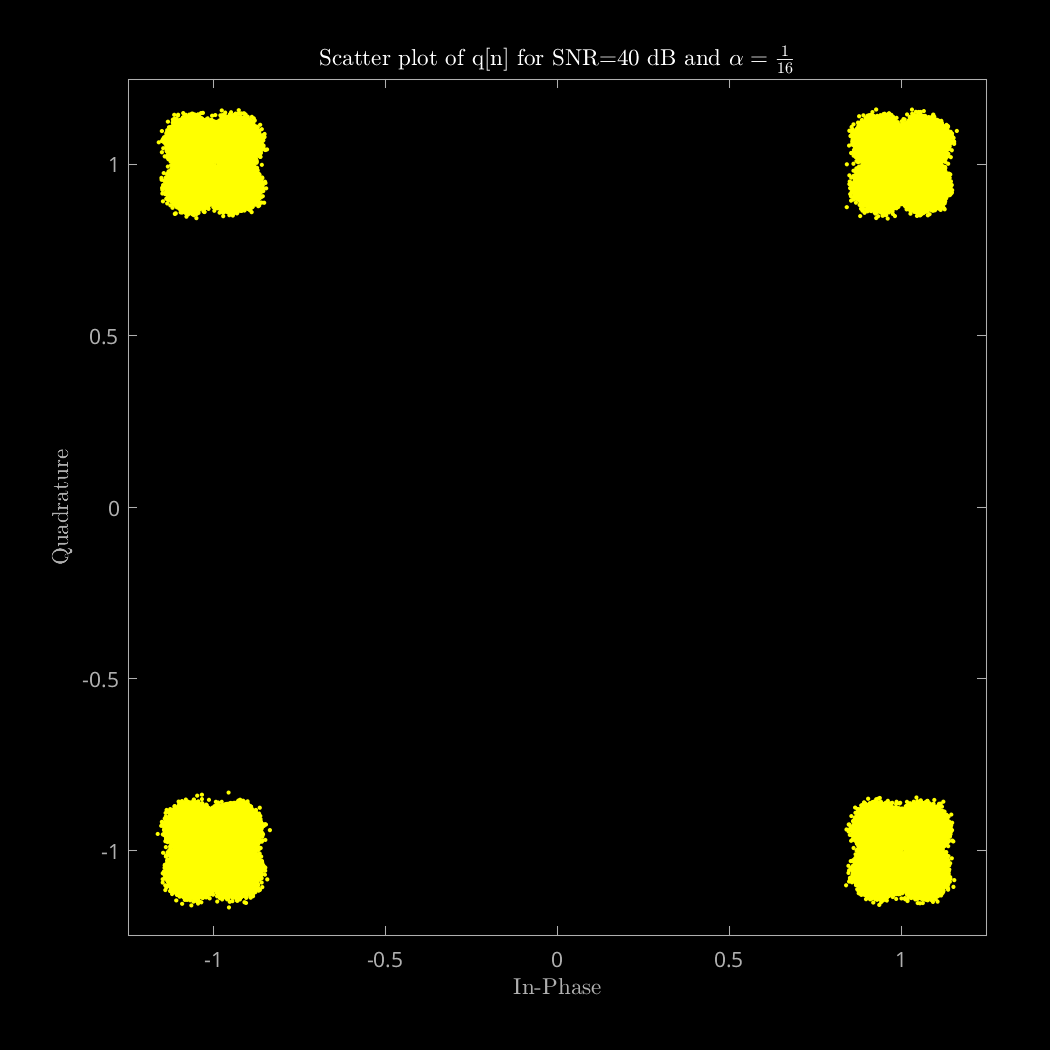 Scatter plot of q[n] for SNR=40 dB and α = 1/16
1
0.5
0
-0.5
-1
Quadrature
-1 -0.5 0 0.5 1
In-Phase